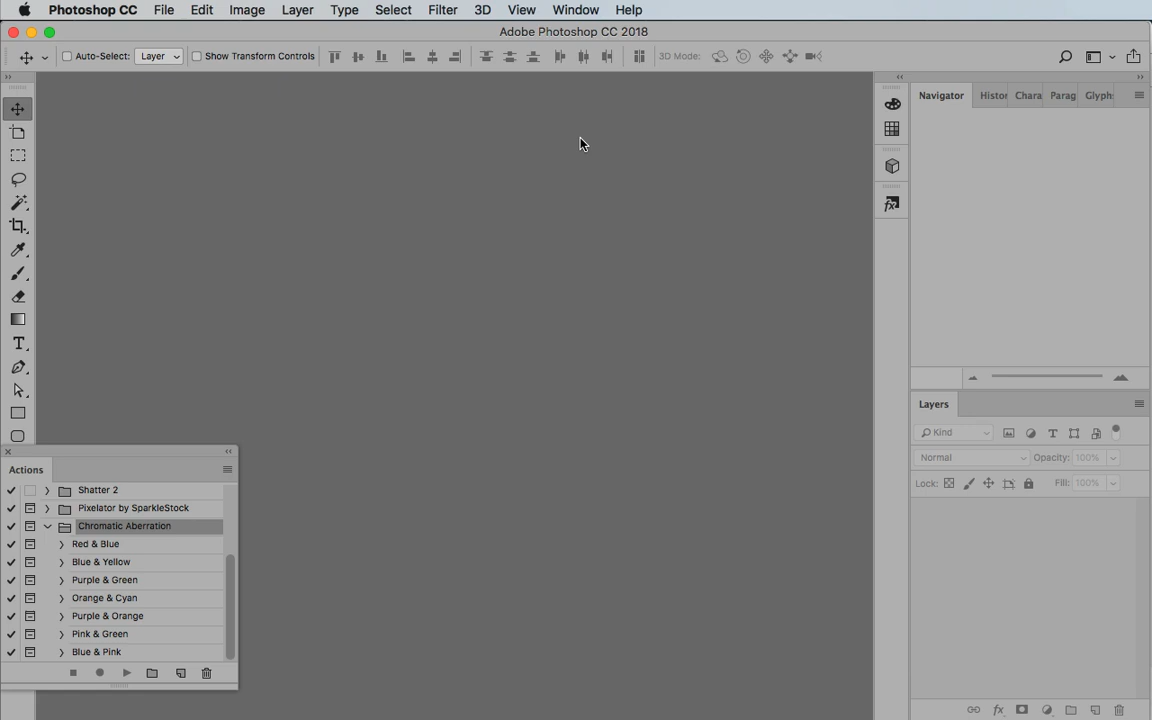 Photoshop CC File Edit Image Layer Type Select Filter 3D View Window Help
Adobe Photoshop CC 2018
Auto-Select: Layer Show Transform Controls 3D Mode:
Navigator Histor Chara Parag Glyphs
Layers
Kind
Normal Opacity: 100%
Lock: Fill: 100%
Actions
Shatter 2
Pixelator by SparkleStock
Chromatic Aberration
Red & Blue
Blue & Yellow
Purple & Green
Orange & Cyan
Purple & Orange
Pink & Green
Blue & Pink